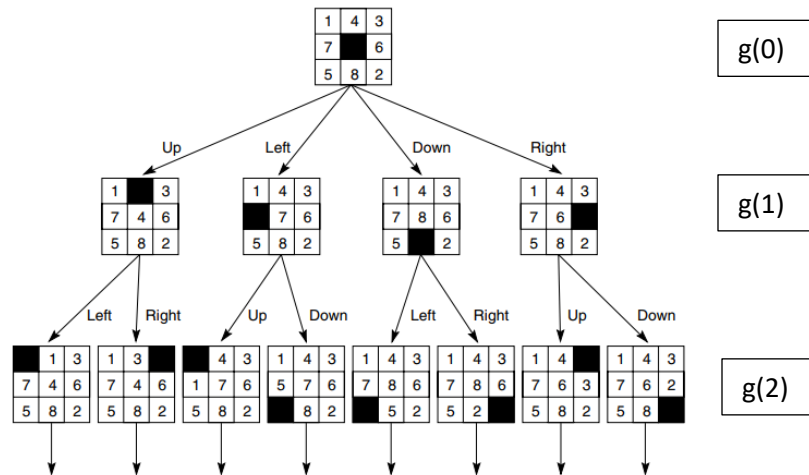 1 4 3
7 6
5 8 2
g(0)
Up Left Down Right
1 3 1 4 3 1 4 3 1 4 3
7 4 6 7 6 7 8 6 7 6
5 8 2 5 8 2 5 2 5 8 2
g(1)
Left Right Up Down Left Right Up Down
1 3 1 3 4 3 1 4 3 1 4 3 1 4 3 1 4 1 4 3
7 4 6 7 4 6 1 7 6 5 7 6 7 8 6 7 8 6 7 6 3 7 6 2
5 8 2 5 8 2 5 8 2 8 2 5 2 5 2 5 8 2 5 8
g(2)